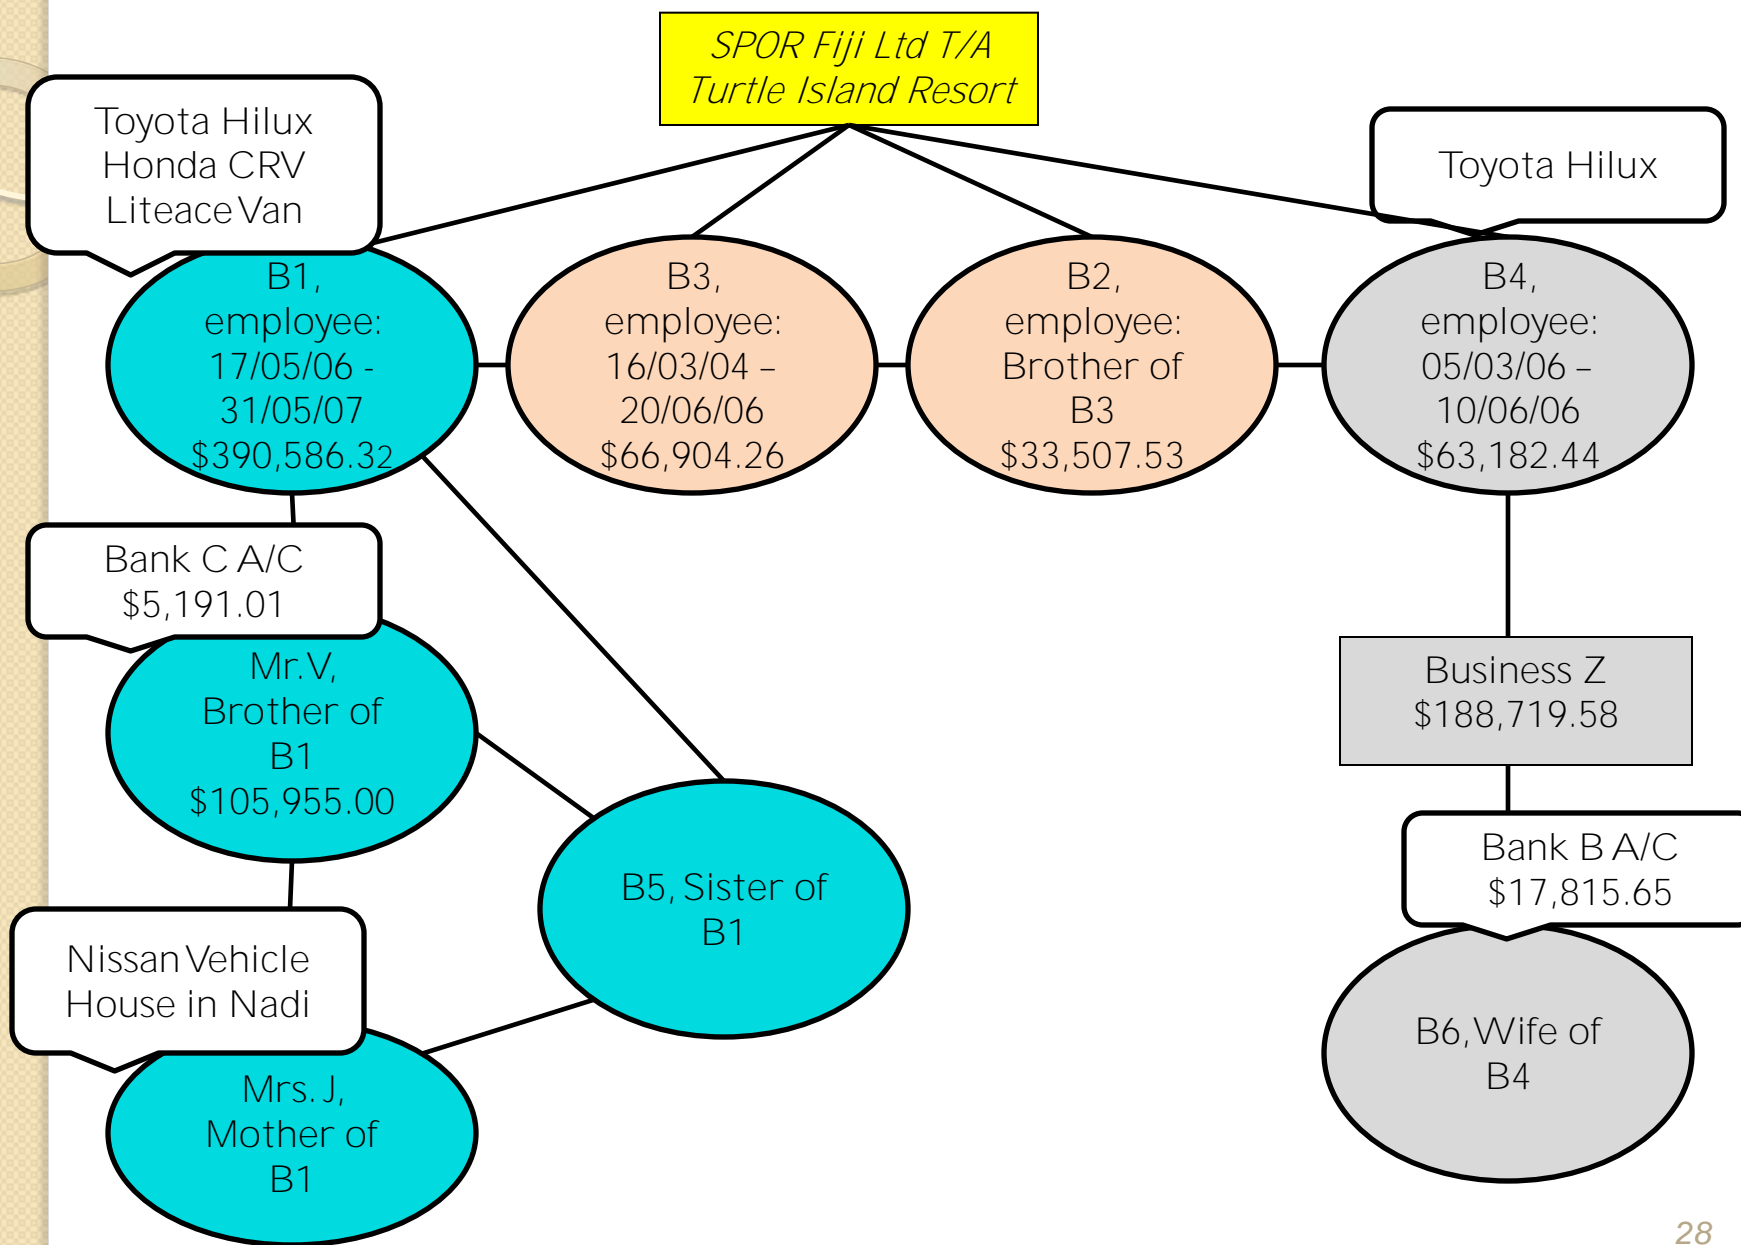 SPOR Fiji Ltd T/A
Turtle Island Resort
Toyota Hilux
Honda CRV
Liteace Van
Toyota Hilux
B1,
employee:
17/05/06 -
31/05/07
$390,586.32
B3,
employee:
16/03/04 –
20/06/06
$66,904.26
B2,
employee:
Brother of
B3
$33,507.53
B4,
employee:
05/03/06 –
10/06/06
$63,182.44
Bank C A/C
$5,191.01
Mr. V,
Brother of
B1
$105,955.00
Business Z
$188,719.58
B5, Sister of
B1
Bank B A/C
$17,815.65
Nissan Vehicle
House in Nadi
B6, Wife of
B4
Mrs. J,
Mother of
B1
28